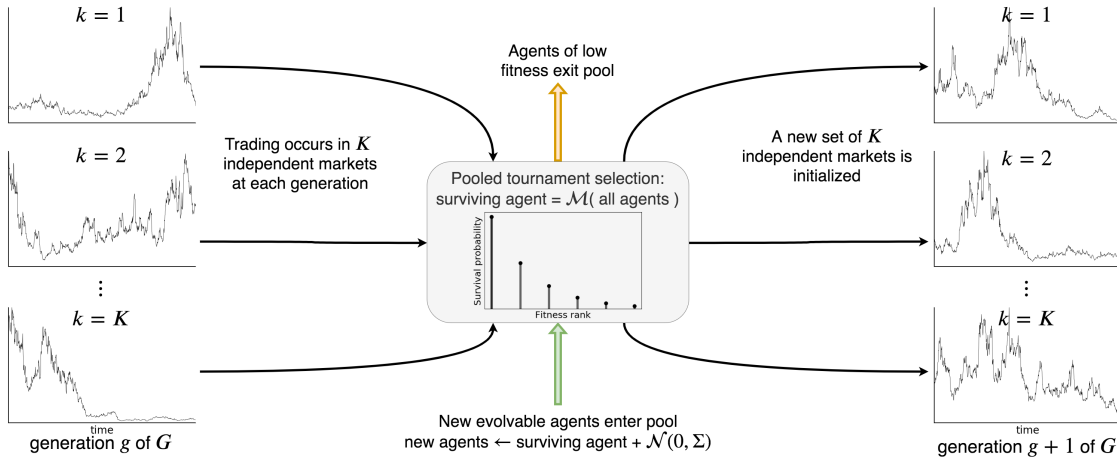 k = 1
k = 2
⋮
k = K
time
generation g of G
Trading occurs in K
independent markets
at each generation
Agents of low
fitness exit pool
Pooled tournament selection:
surviving agent = ℳ( all agents )
Survival probability
Fitness rank
New evolvable agents enter pool
new agents ← surviving agent + 𝒩(0, Σ)
A new set of K
independent markets is
initialized
k = 1
k = 2
⋮
k = K
time
generation g + 1 of G